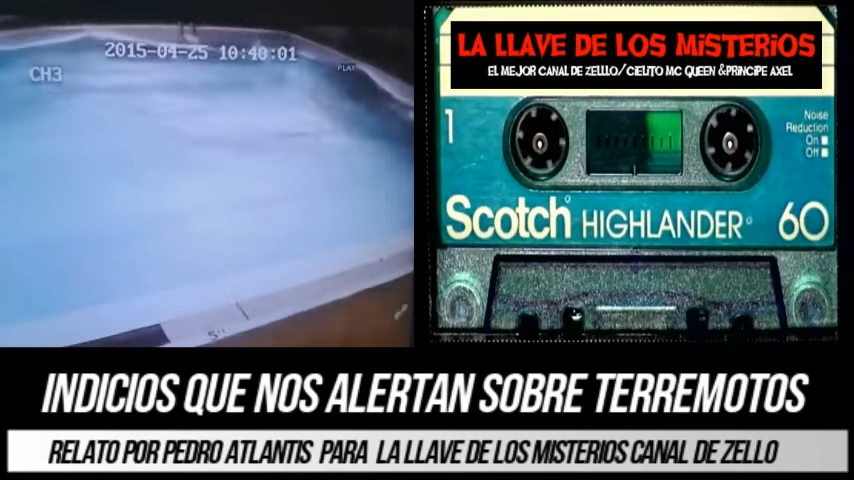 2015-04-25 10:40:01
CH3
PLAY
LA LLAVE DE LOS MISTERIOS
EL MEJOR CANAL DE ZELLLO/CIELITO MC QUEEN &PRINCIPE AXEL
1
Noise
Reduction
On
Off
Scotch HIGHLANDER 60
5'
INDICIOS QUE NOS ALERTAN SOBRE TERREMOTOS
RELATO POR PEDRO ATLANTIS PARA LA LLAVE DE LOS MISTERIOS CANAL DE ZELLO